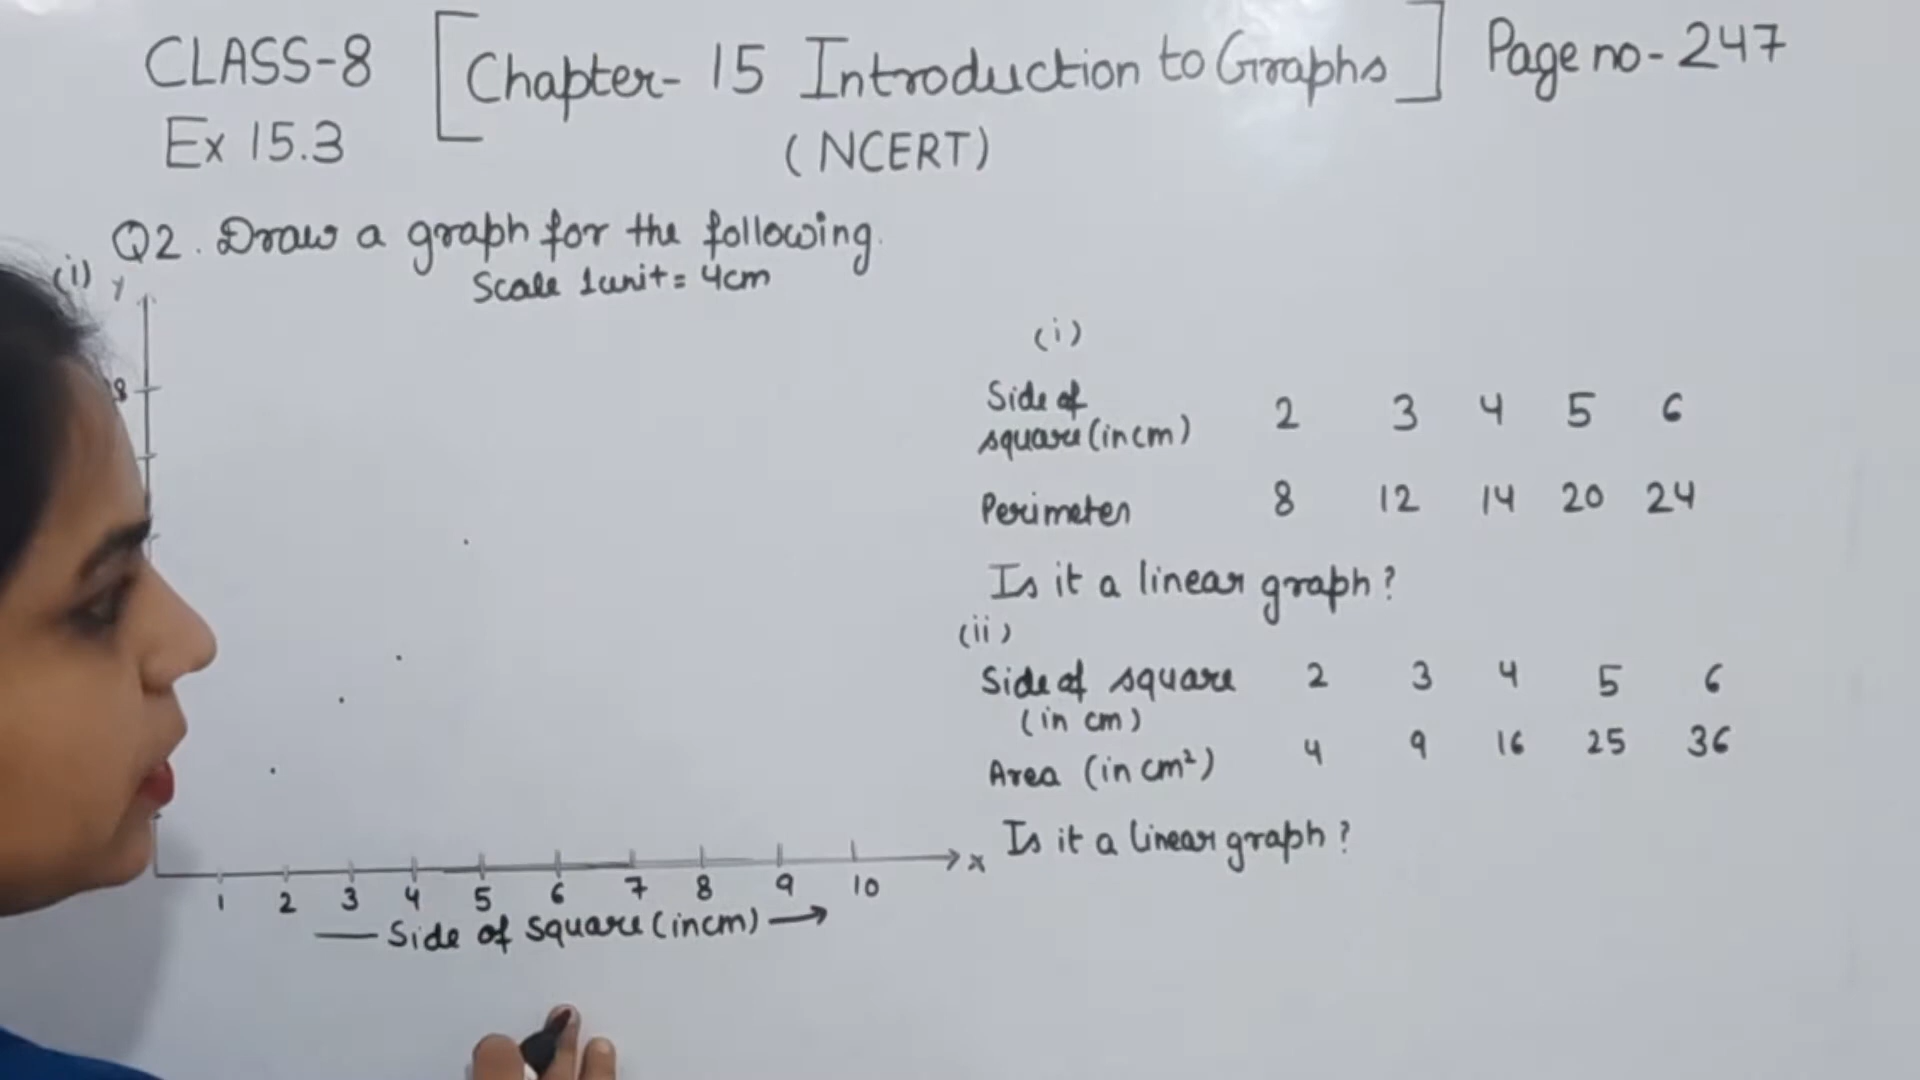 CLASS-8 [Chapter- 15 Introduction to Graphs] Page no- 247
Ex 15.3
(NCERT)
Q2. Draw a graph for the following.
Scale 1unit = 4cm
(i) Y
8
1 2 3 4 5 6 7 8 9 10 x
Side of square (in cm)
(i)
Side of
square (in cm) 2 3 4 5 6
Perimeter 8 12 14 20 24
Is it a linear graph?
(ii)
Side of square 2 3 4 5 6
(in cm)
Area (in cm²) 4 9 16 25 36
Is it a linear graph?